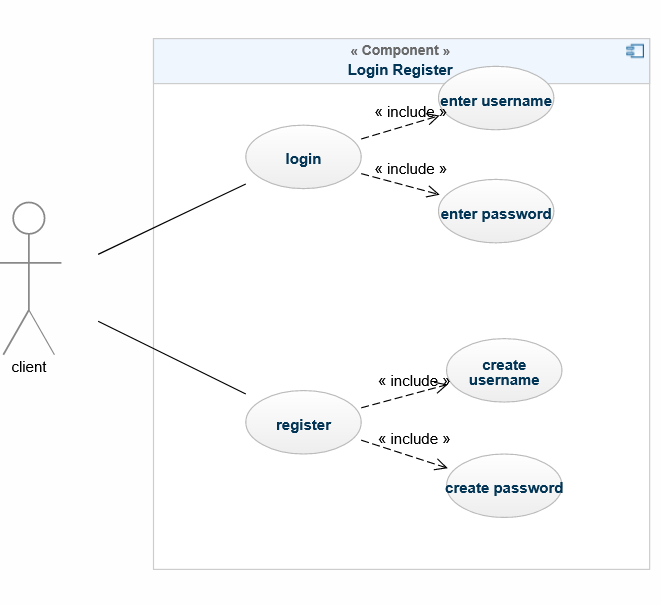 « Component »
Login Register
enter username
« include »
login
« include »
enter password
client
create
username
« include »
register
« include »
create password